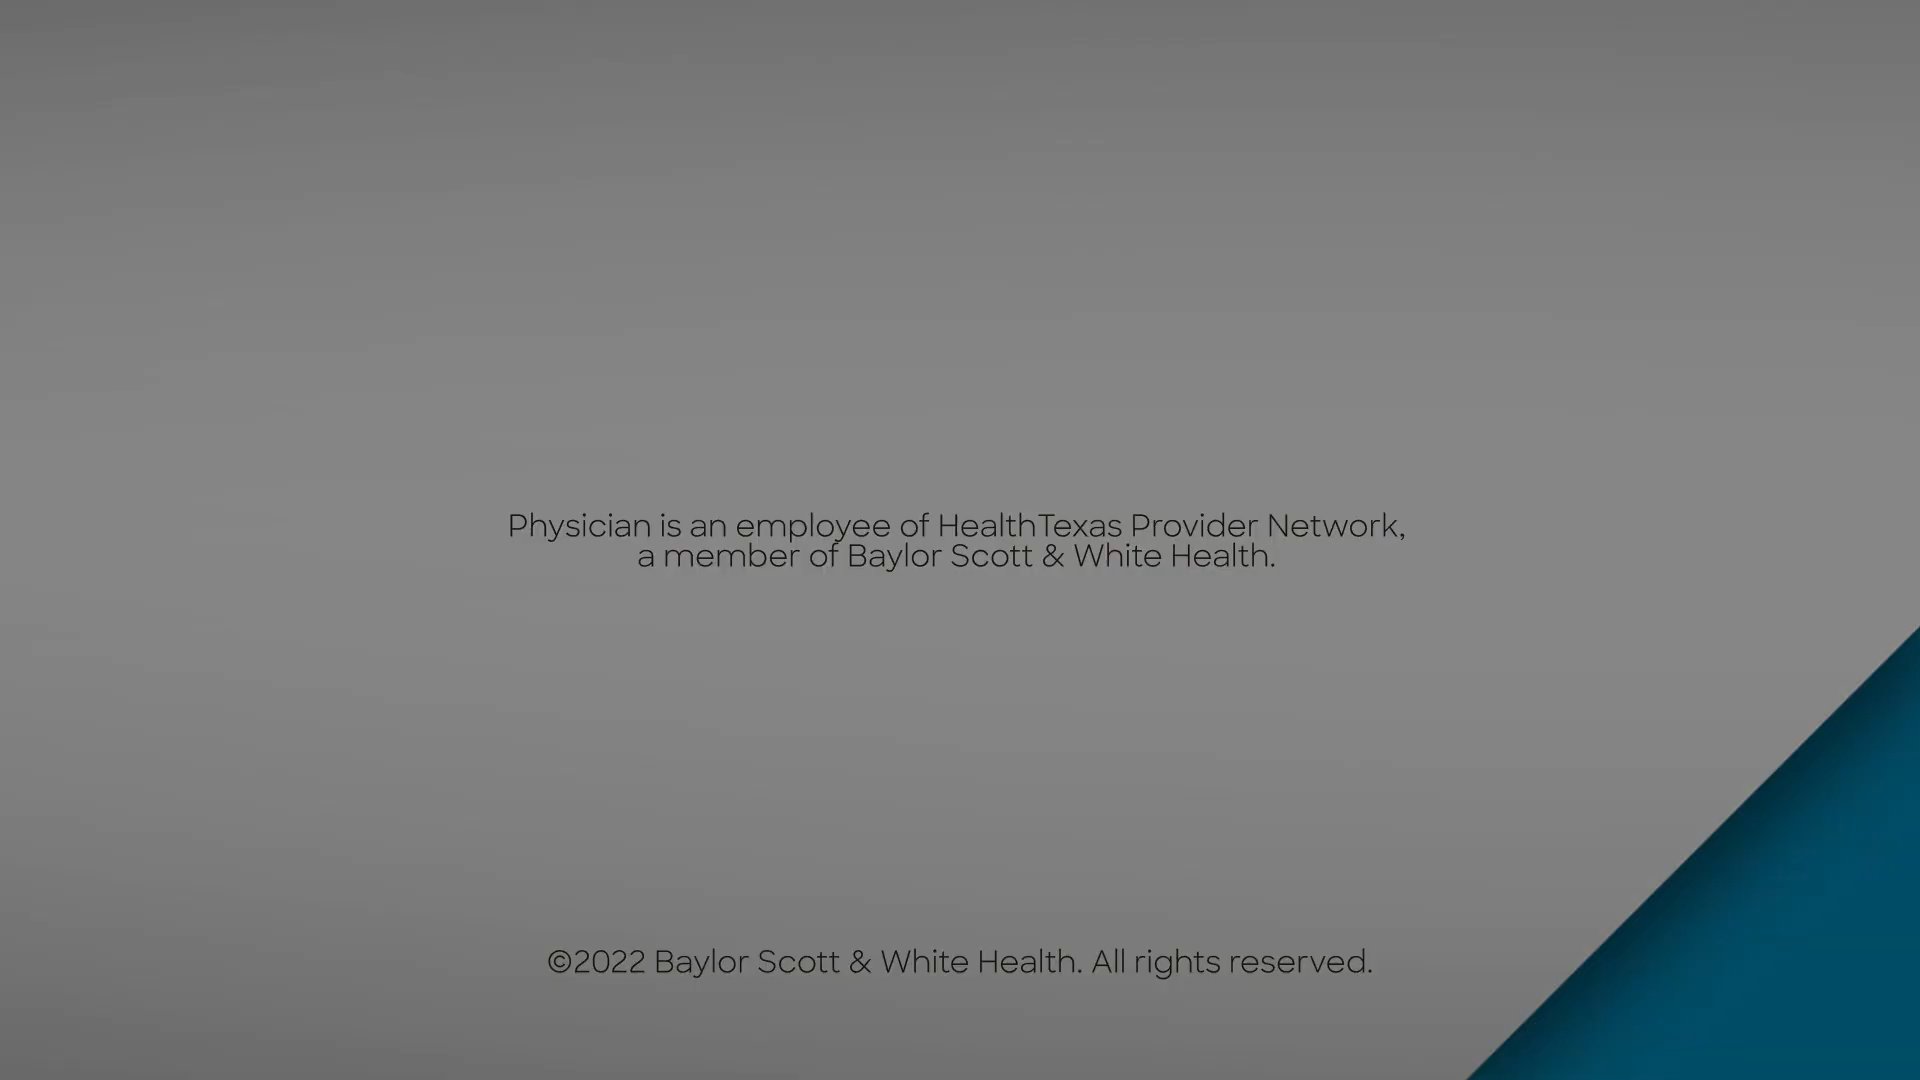 Physician is an employee of HealthTexas Provider Network,
a member of Baylor Scott & White Health.
©2022 Baylor Scott & White Health. All rights reserved.